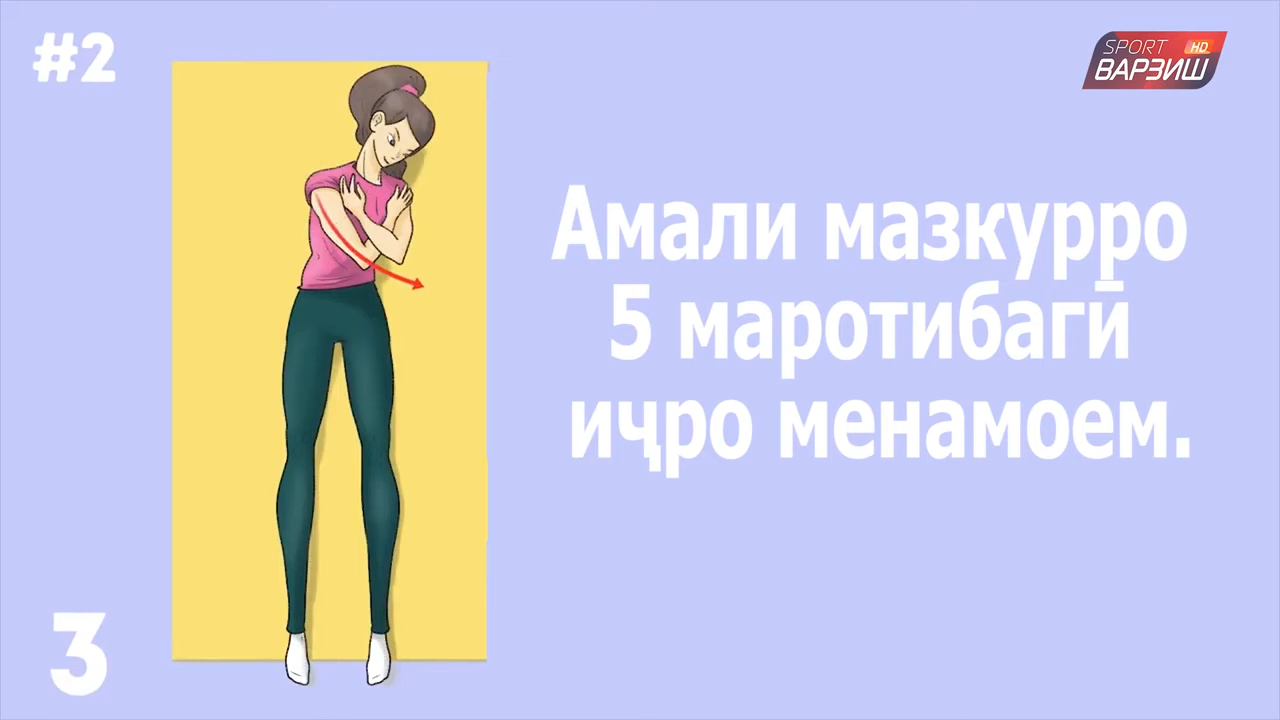 #2
SPORT HD
ВАРЗИШ
Амали мазкурро
5 маротибагӣ
иҷро менамоем.
3